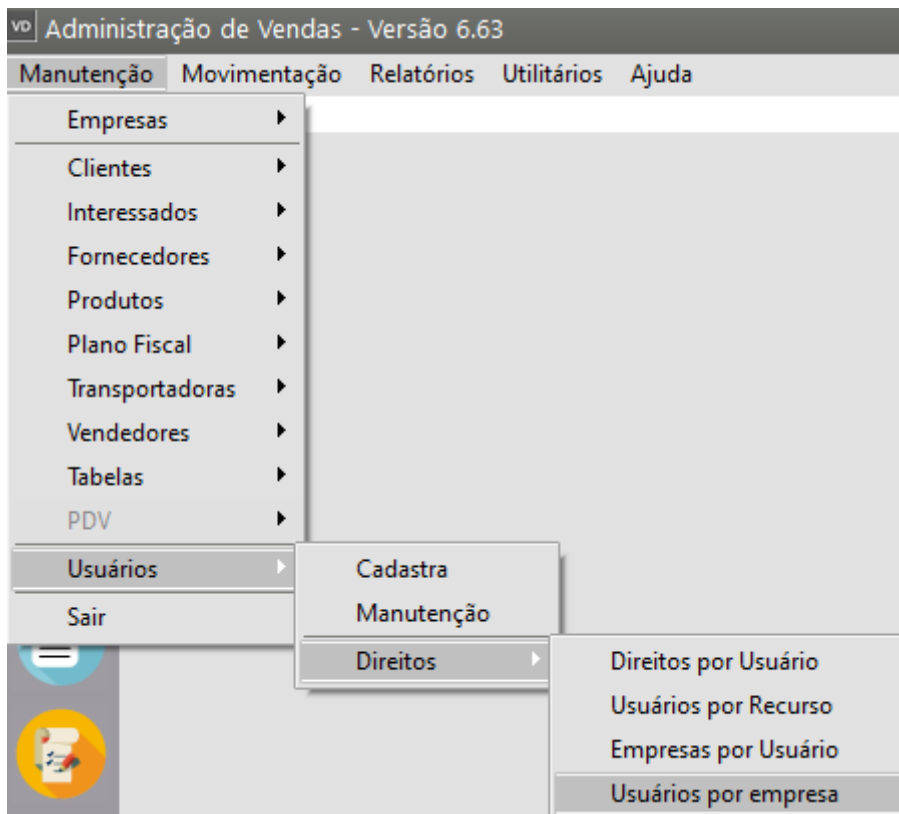 VD Administração de Vendas - Versão 6.63
Manutenção Movimentação Relatórios Utilitários Ajuda
Empresas
Clientes
Interessados
Fornecedores
Produtos
Plano Fiscal
Transportadoras
Vendedores
Tabelas
PDV
Usuários
Sair
Cadastra
Manutenção
Direitos
Direitos por Usuário
Usuários por Recurso
Empresas por Usuário
Usuários por empresa